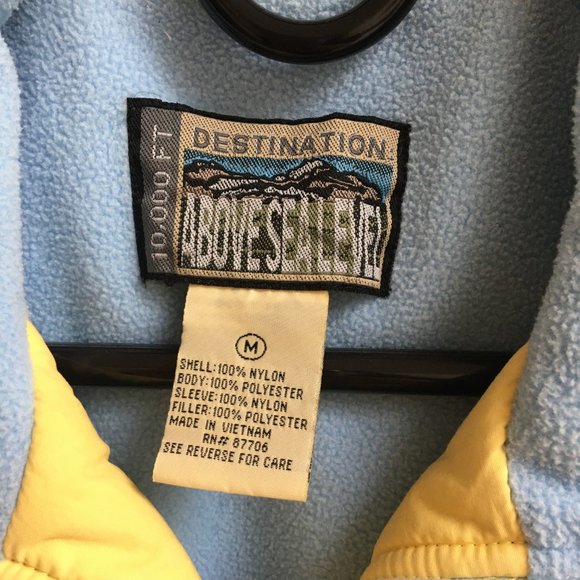 10,000 FT
DESTINATION
ABOVE SEA LEVEL
M
SHELL:100% NYLON
BODY:100% POLYESTER
SLEEVE:100% NYLON
FILLER:100% POLYESTER
MADE IN VIETNAM
RN# 87706
SEE REVERSE FOR CARE